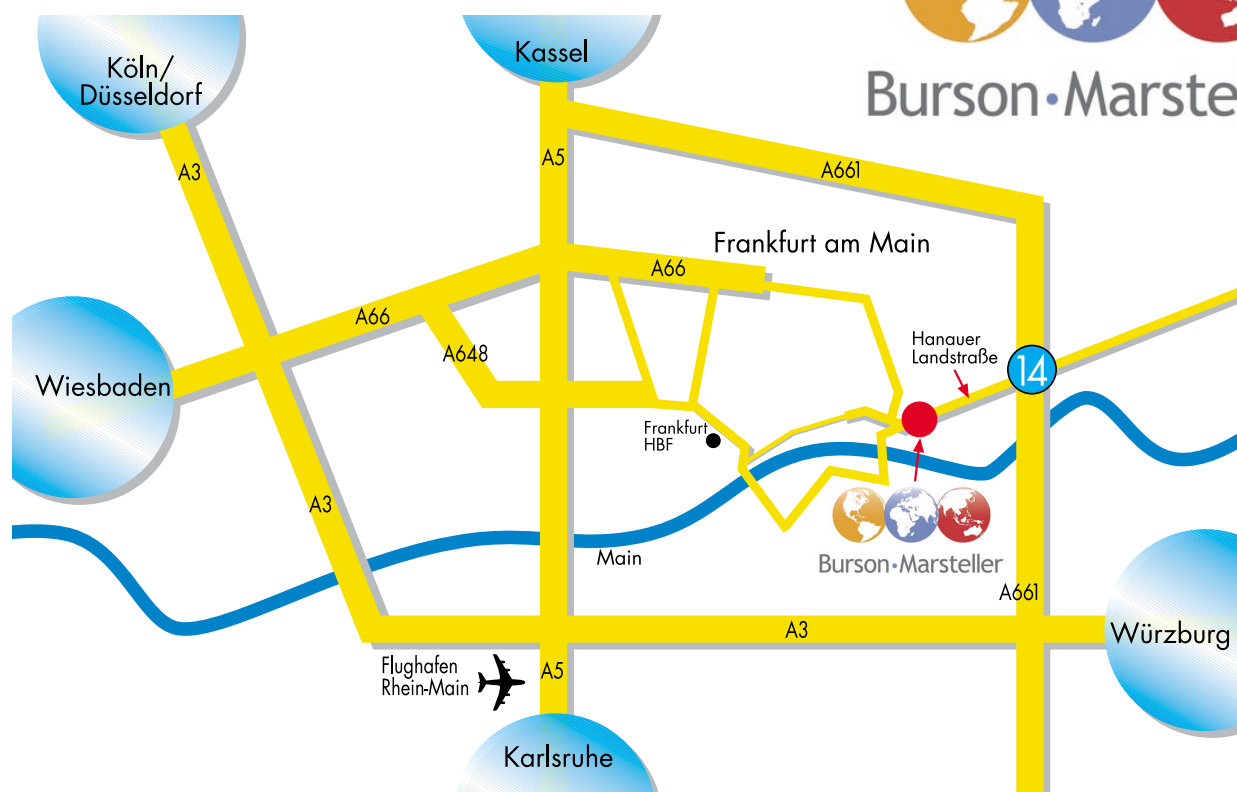 Köln/
Düsseldorf
Kassel
Burson·Marste
A3
A5
A661
Frankfurt am Main
A66
A66
A648
Hanauer
Landstraße
14
Wiesbaden
Frankfurt
HBF
A3
Main
Burson·Marsteller
A661
A3
Würzburg
Flughafen
Rhein-Main
A5
Karlsruhe